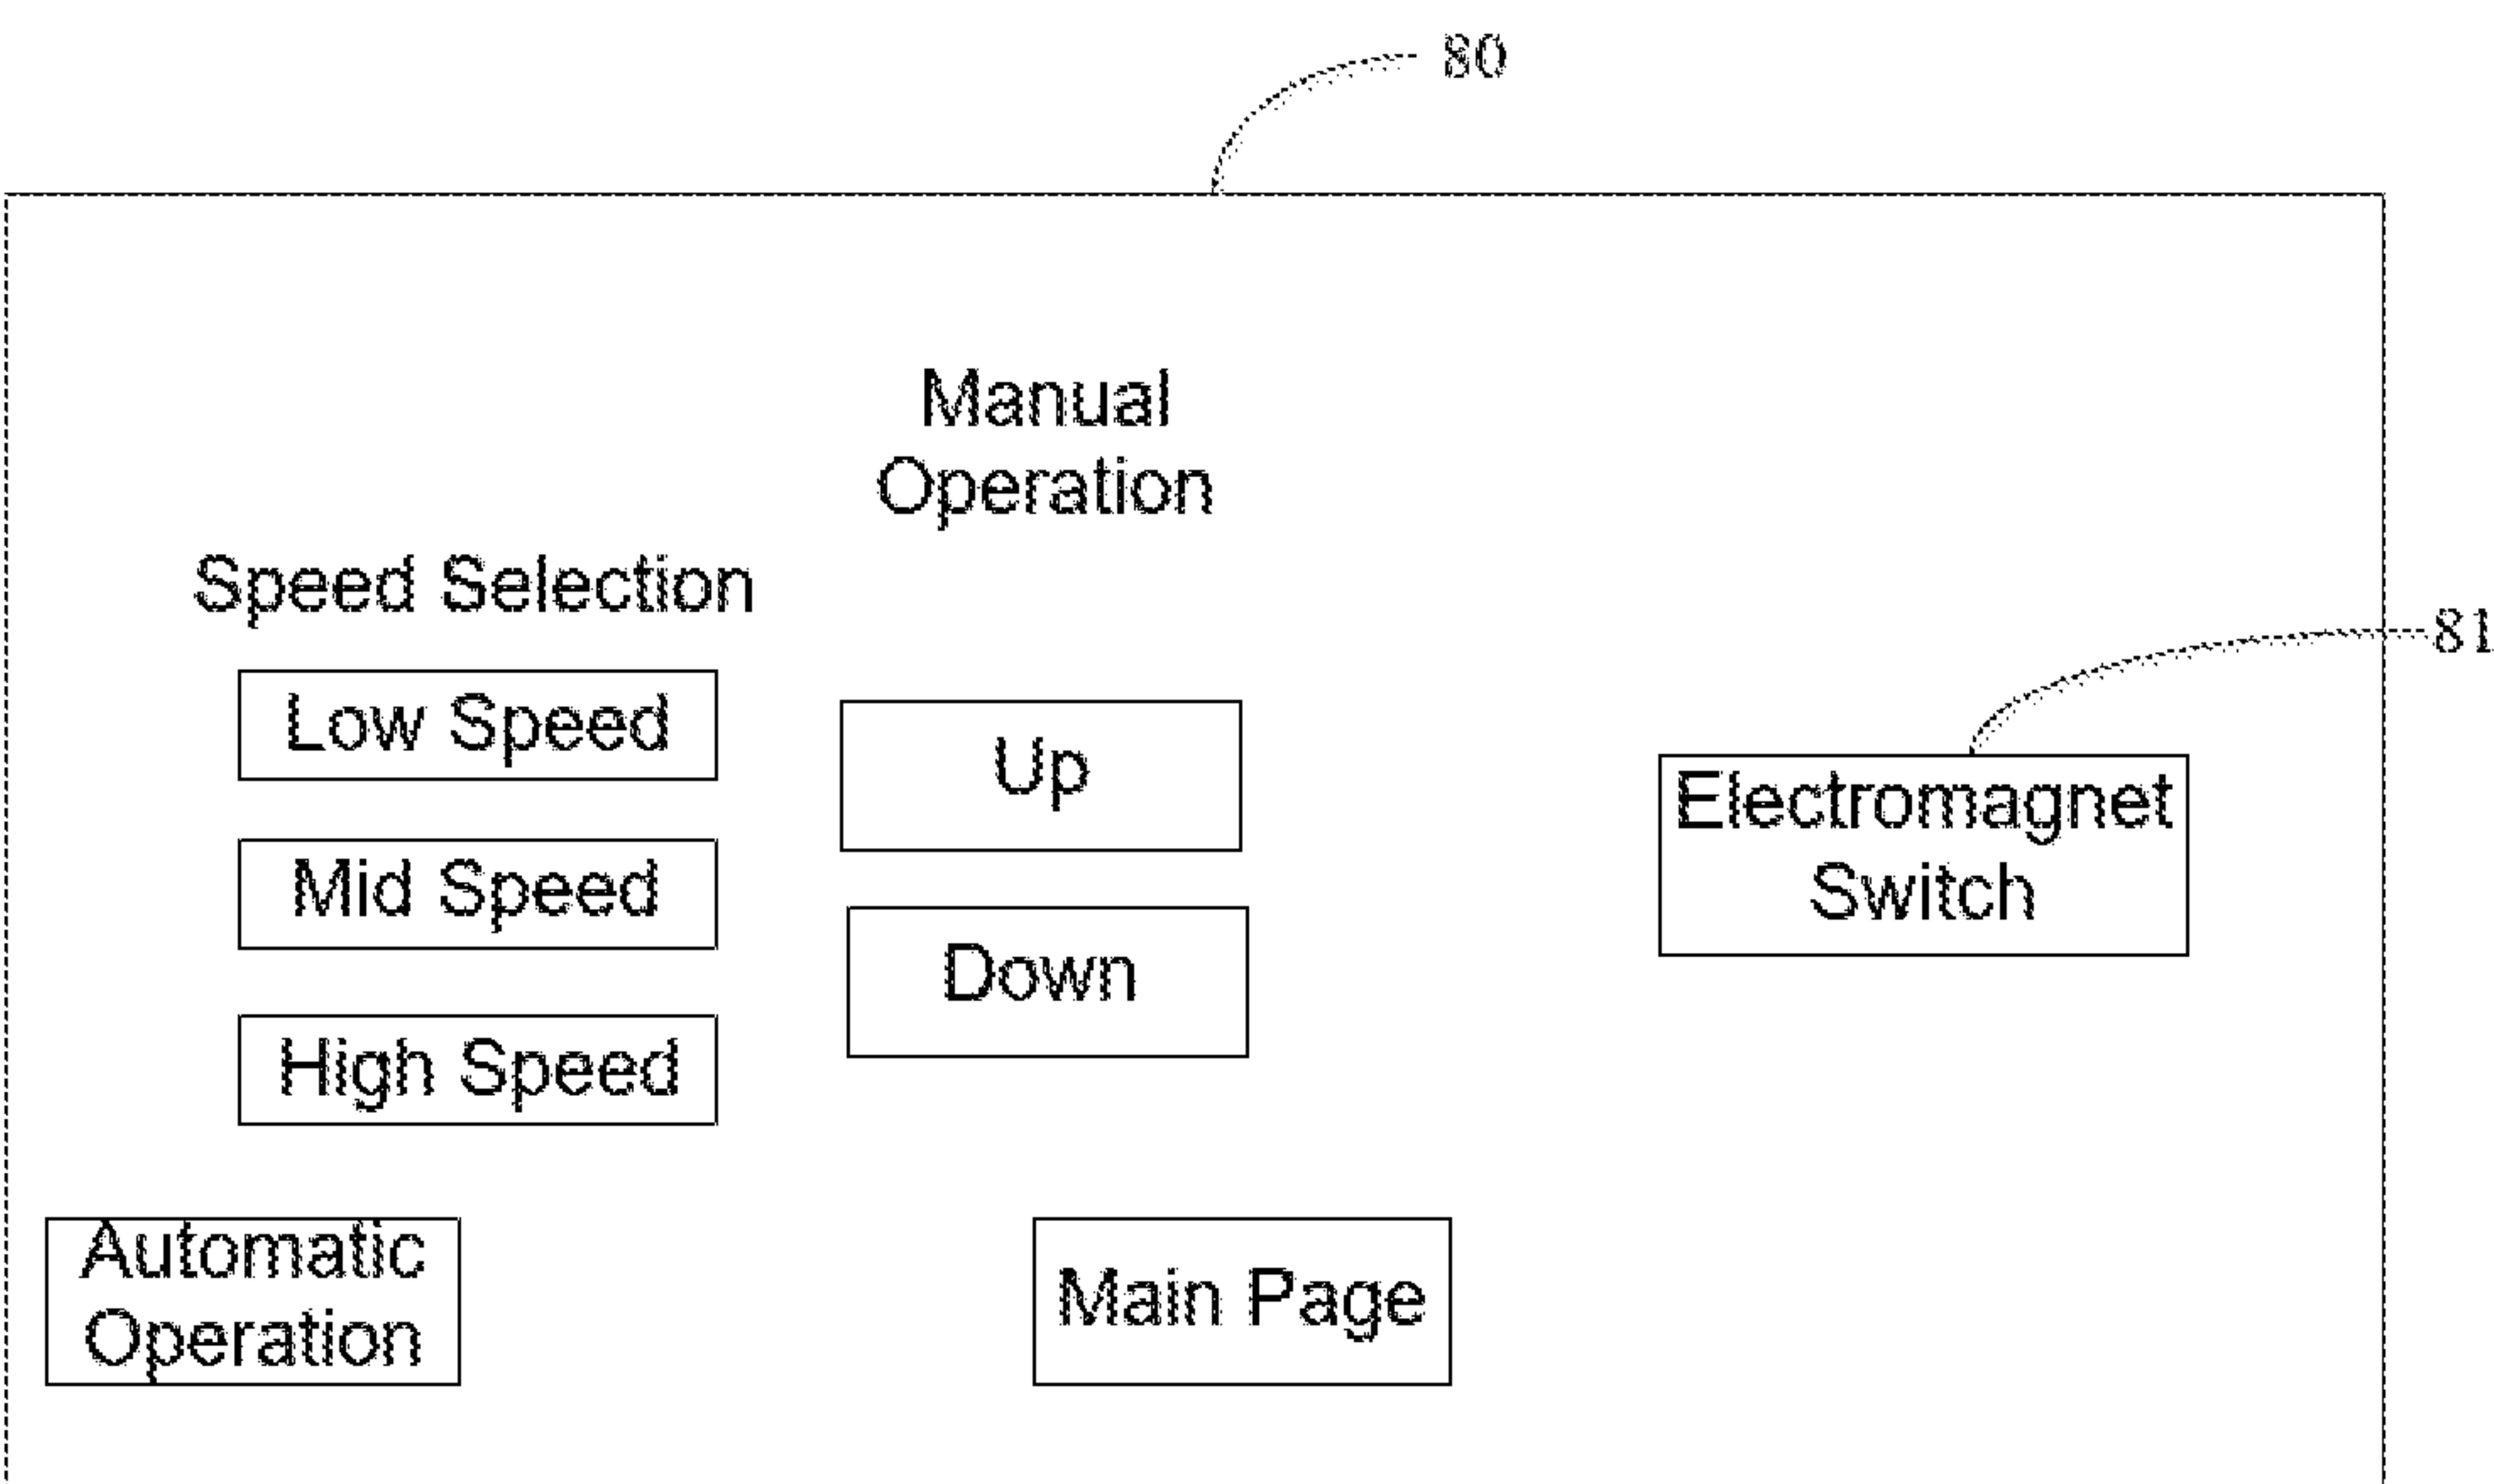 80
Manual
Operation
Speed Selection
81
Low Speed
Up
Electromagnet
Switch
Mid Speed
Down
High Speed
Automatic
Operation
Main Page